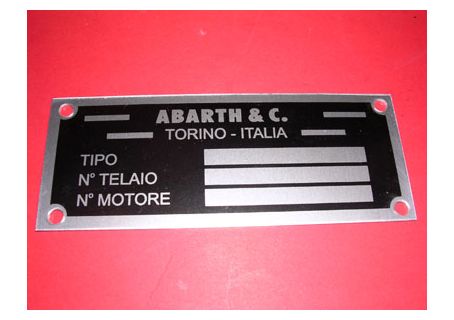 ABARTH & C.
TORINO - ITALIA
TIPO
N° TELAIO
N° MOTORE